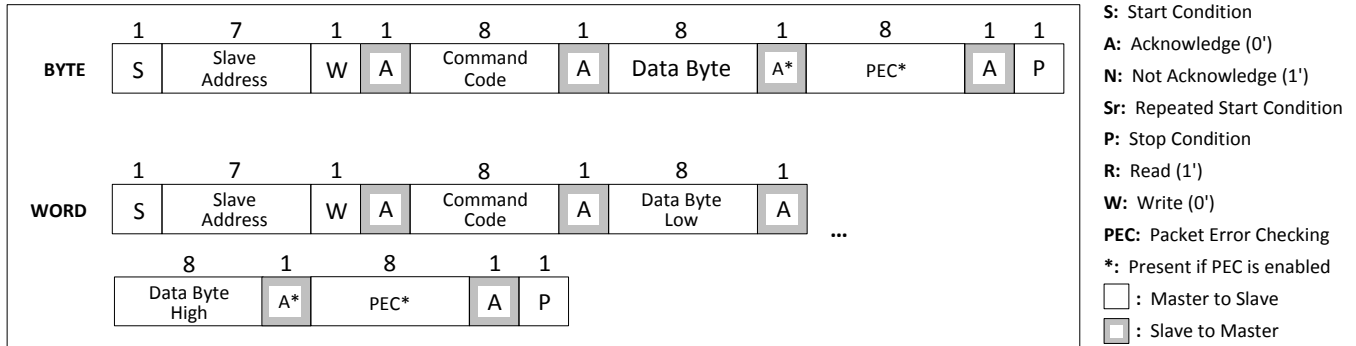 1 7 1 1 8 1 8 1 8 1 1
BYTE S Slave Address W A Command Code A Data Byte A* PEC* A P
1 7 1 8 1 8 1
WORD S Slave Address W A Command Code A Data Byte Low A ...
8 1 8 1 1
Data Byte High A* PEC* A P
S: Start Condition
A: Acknowledge (0')
N: Not Acknowledge (1')
Sr: Repeated Start Condition
P: Stop Condition
R: Read (1')
W: Write (0')
PEC: Packet Error Checking
*: Present if PEC is enabled
: Master to Slave
: Slave to Master